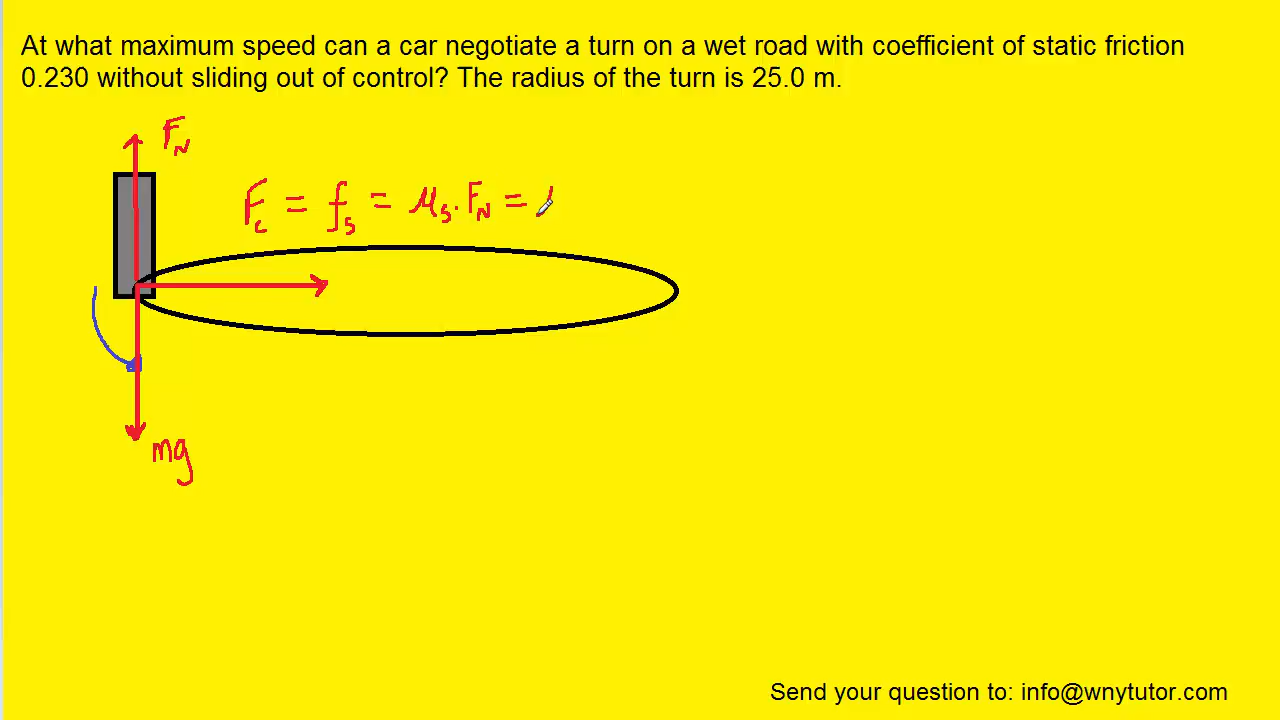 At what maximum speed can a car negotiate a turn on a wet road with coefficient of static friction
0.230 without sliding out of control? The radius of the turn is 25.0 m.
F_N
F_c = f_s = μ_s . F_N =
mg
Send your question to: info@wnytutor.com